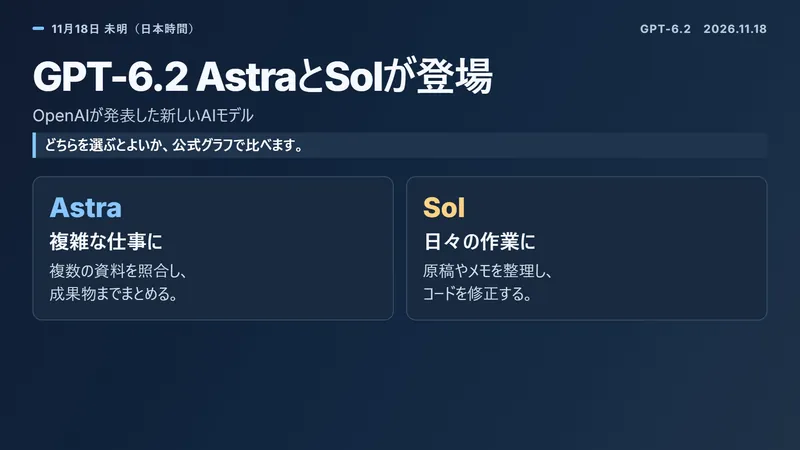 11月18日 未明（日本時間）
GPT-6.2 2026.11.18
GPT-6.2 AstraとSolが登場
OpenAIが発表した新しいAIモデル
どちらを選ぶとよいか、公式グラフで比べます。
Astra
複雑な仕事に
複数の資料を照合し、
成果物までまとめる。
Sol
日々の作業に
原稿やメモを整理し、
コードを修正する。